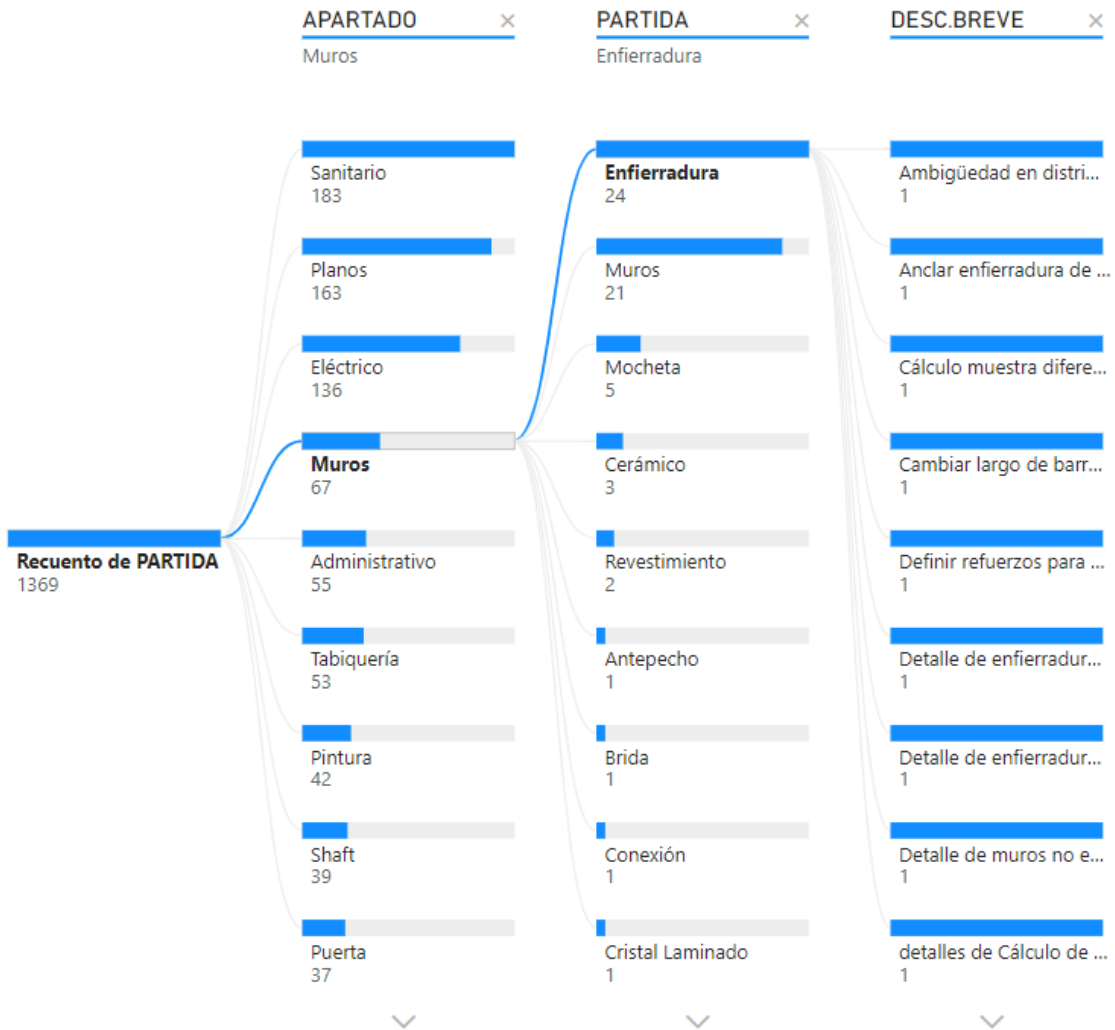 APARTADO
Muros
PARTIDA
Enfierradura
DESC.BREVE
Recuento de PARTIDA
1369
Sanitario
183
Planos
163
Eléctrico
136
Muros
67
Administrativo
55
Tabiquería
53
Pintura
42
Shaft
39
Puerta
37
Enfierradura
24
Muros
21
Mocheta
5
Cerámico
3
Revestimiento
2
Antepecho
1
Brida
1
Conexión
1
Cristal Laminado
1
Ambigüedad en distri...
1
Anclar enfierradura de ...
1
Cálculo muestra difere...
1
Cambiar largo de barr...
1
Definir refuerzos para ...
1
Detalle de enfierradur...
1
Detalle de enfierradur...
1
Detalle de muros no e...
1
detalles de Cálculo de ...
1